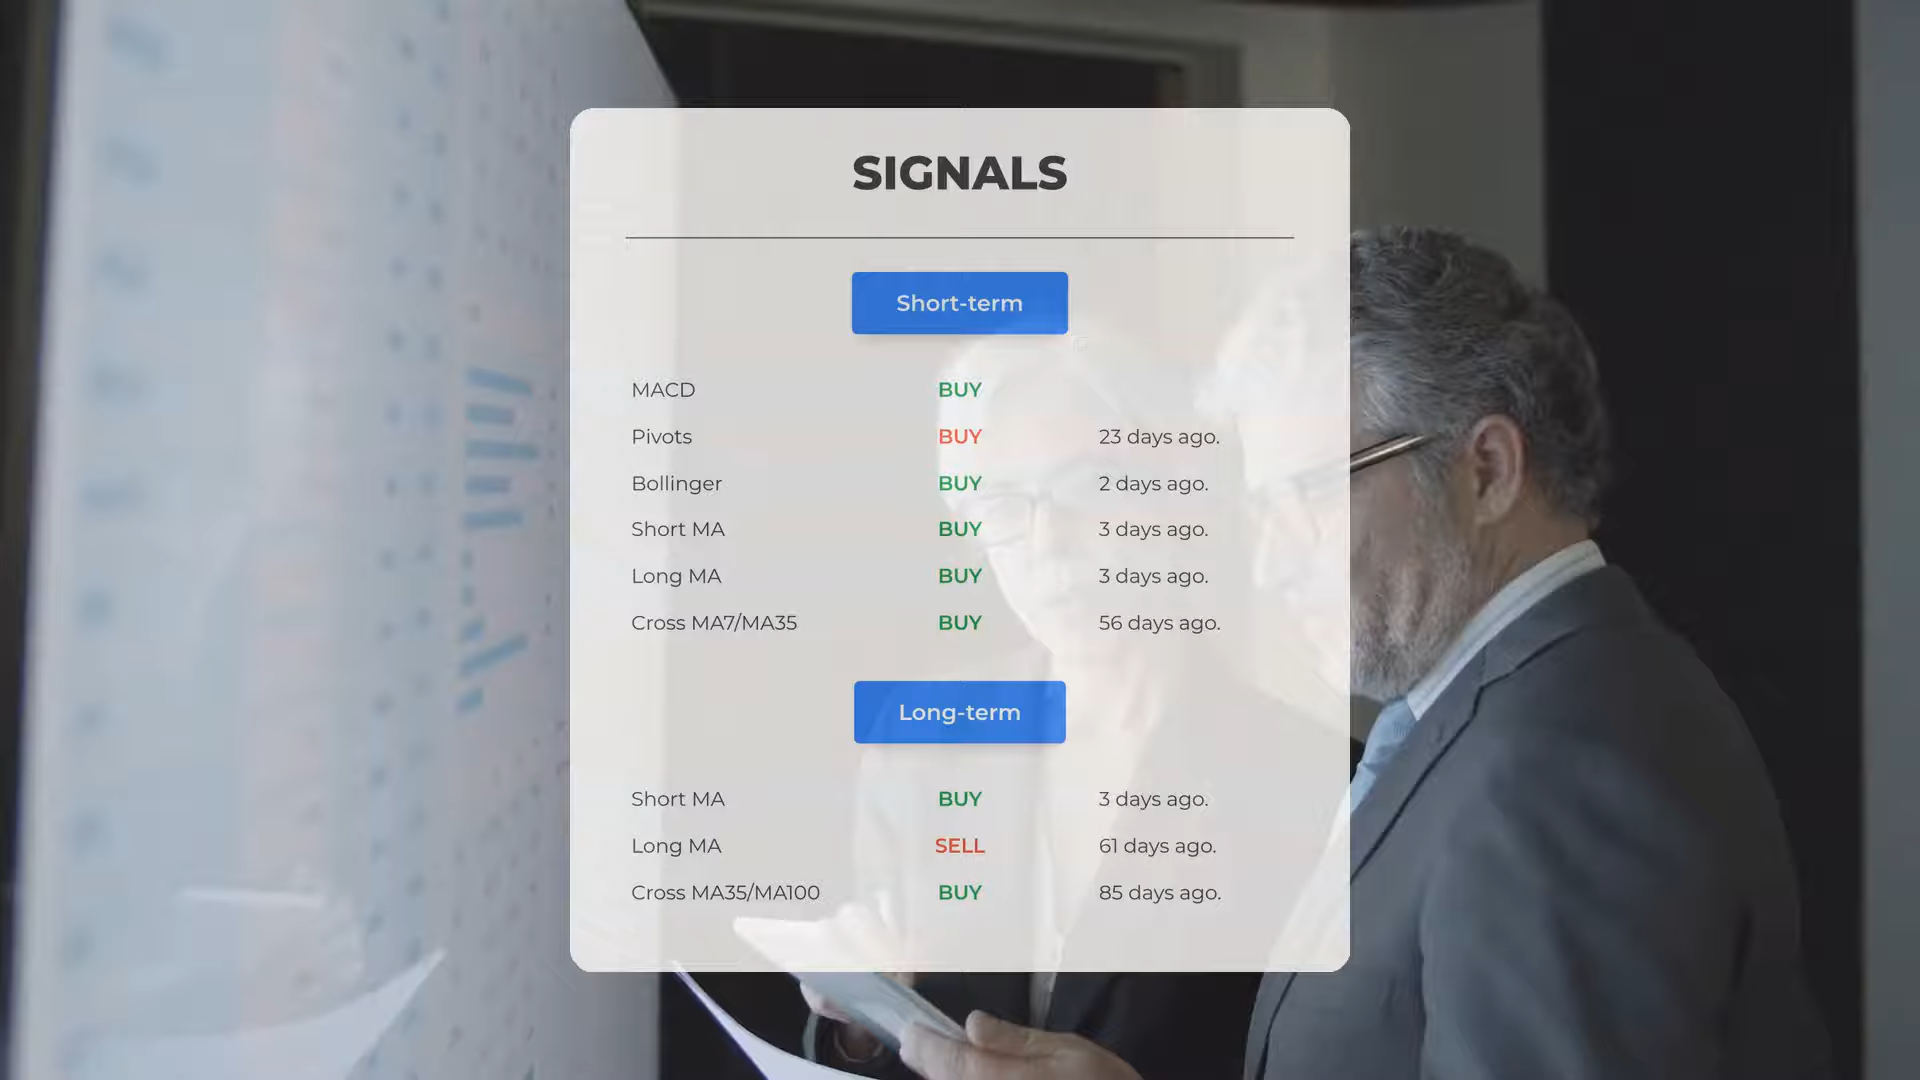 SIGNALS
Short-term
MACD BUY
Pivots BUY 23 days ago.
Bollinger BUY 2 days ago.
Short MA BUY 3 days ago.
Long MA BUY 3 days ago.
Cross MA7/MA35 BUY 56 days ago.
Long-term
Short MA BUY 3 days ago.
Long MA SELL 61 days ago.
Cross MA35/MA100 BUY 85 days ago.